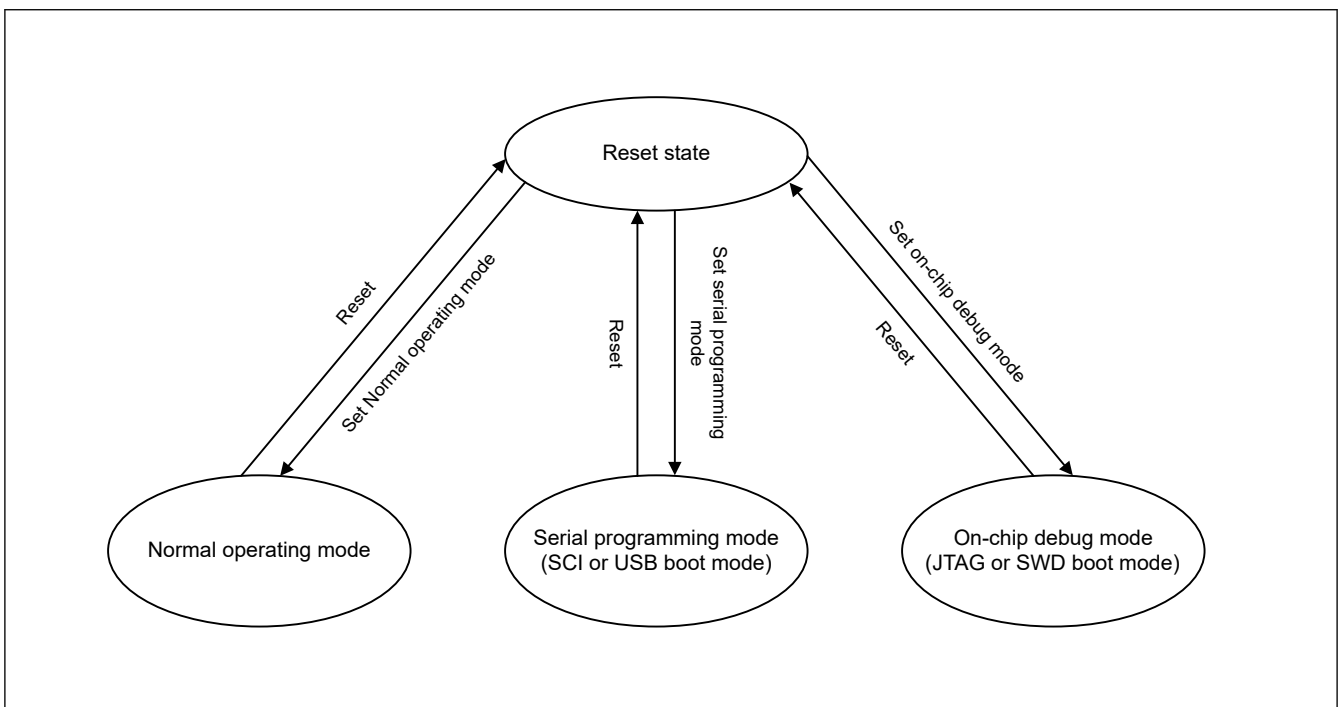 Reset state
Reset
Set Normal operating mode
Reset
Set serial programming
mode
Set on-chip debug mode
Reset
Normal operating mode
Serial programming mode
(SCI or USB boot mode)
On-chip debug mode
(JTAG or SWD boot mode)